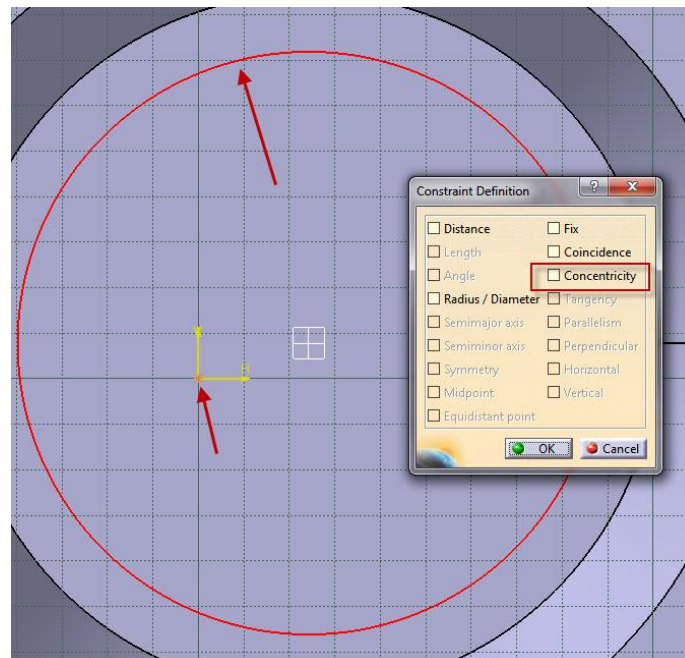 Constraint Definition
Distance
Fix
Length
Coincidence
Angle
Concentricity
Radius / Diameter
Tangency
Semimajor axis
Parallelism
Semiminor axis
Perpendicular
Symmetry
Horizontal
Midpoint
Vertical
Equidistant point
OK
Cancel
V
H